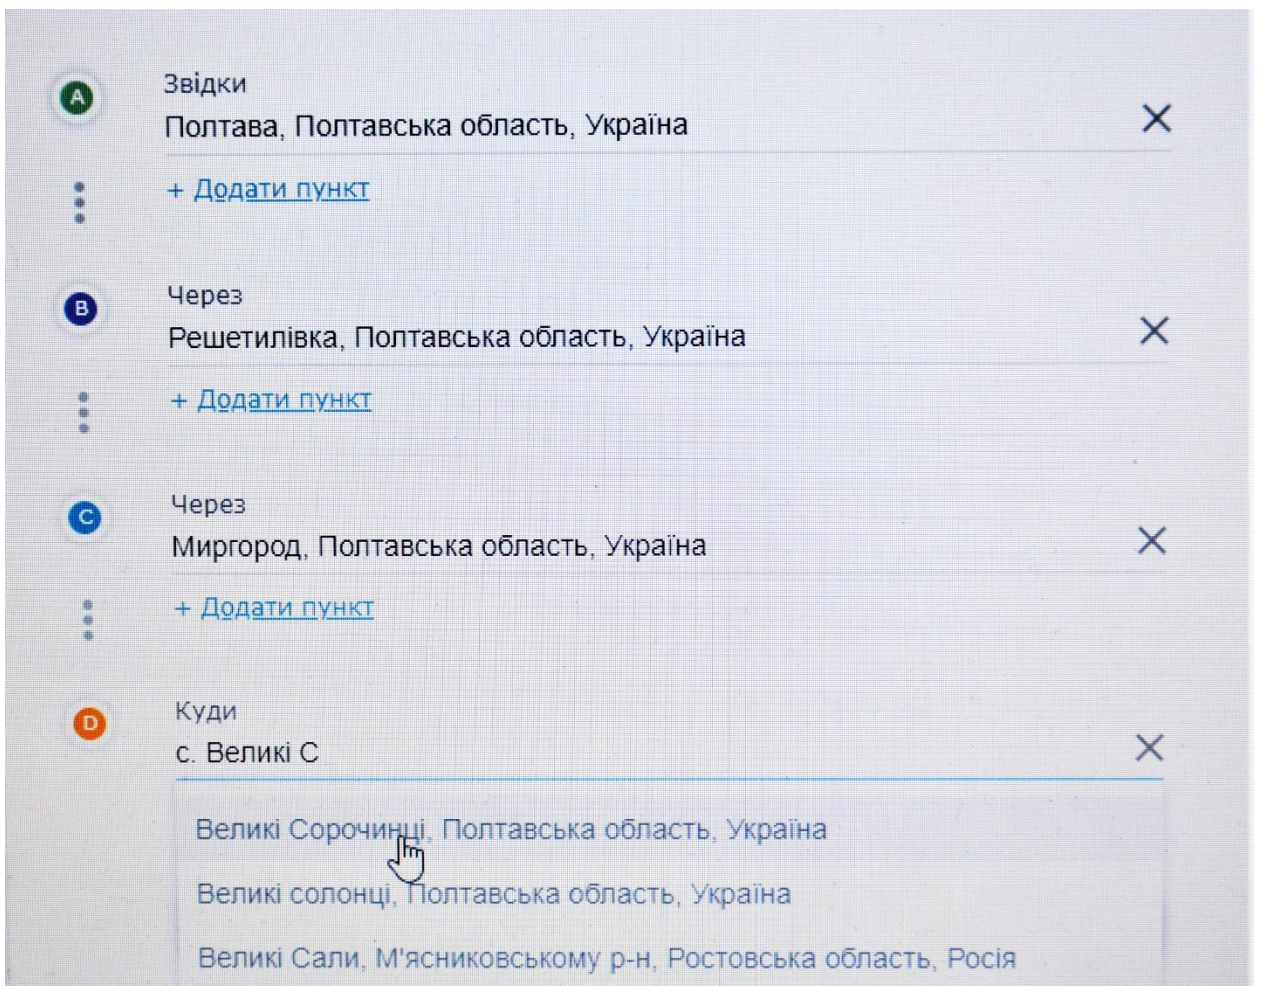 A
Звідки
Полтава, Полтавська область, Україна
+ Додати пункт
B
Через
Решетилівка, Полтавська область, Україна
+ Додати пункт
C
Через
Миргород, Полтавська область, Україна
+ Додати пункт
D
Куди
с. Великі С
Великі Сорочинці, Полтавська область, Україна
Великі солонці, Полтавська область, Україна
Великі Сали, М'ясниковському р-н, Ростовська область, Росія